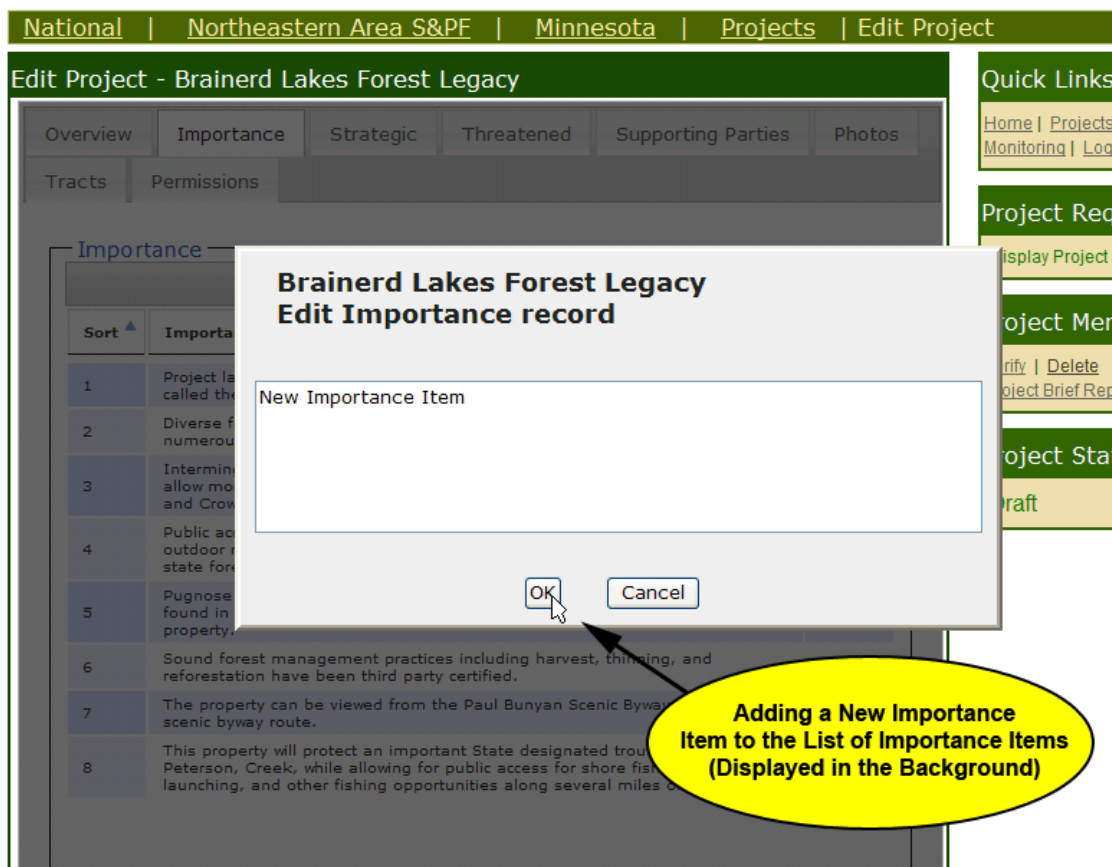 National | Northeastern Area S&PF | Minnesota | Projects | Edit Project
Edit Project - Brainerd Lakes Forest Legacy
Overview Importance Strategic Threatened Supporting Parties Photos
Tracts Permissions
Importance
Sort Importa
1 Project la
called the
2 Diverse f
numerou
3 Interming
allow mo
and Crow
4 Public acc
outdoor r
state fore
5 Pugnose
found in
property.
6 Sound forest management practices including harvest, thinning, and
reforestation have been third party certified.
7 The property can be viewed from the Paul Bunyan Scenic Byway
scenic byway route.
8 This property will protect an important State designated trou
Peterson, Creek, while allowing for public access for shore fish
launching, and other fishing opportunities along several miles o
Brainerd Lakes Forest Legacy
Edit Importance record
New Importance Item
OK Cancel
Adding a New Importance
Item to the List of Importance Items
(Displayed in the Background)
Quick Links
Home | Projects
Monitoring | Log
Project Req
isplay Project
oject Mer
rify | Delete
oject Brief Rep
oject Sta
raft